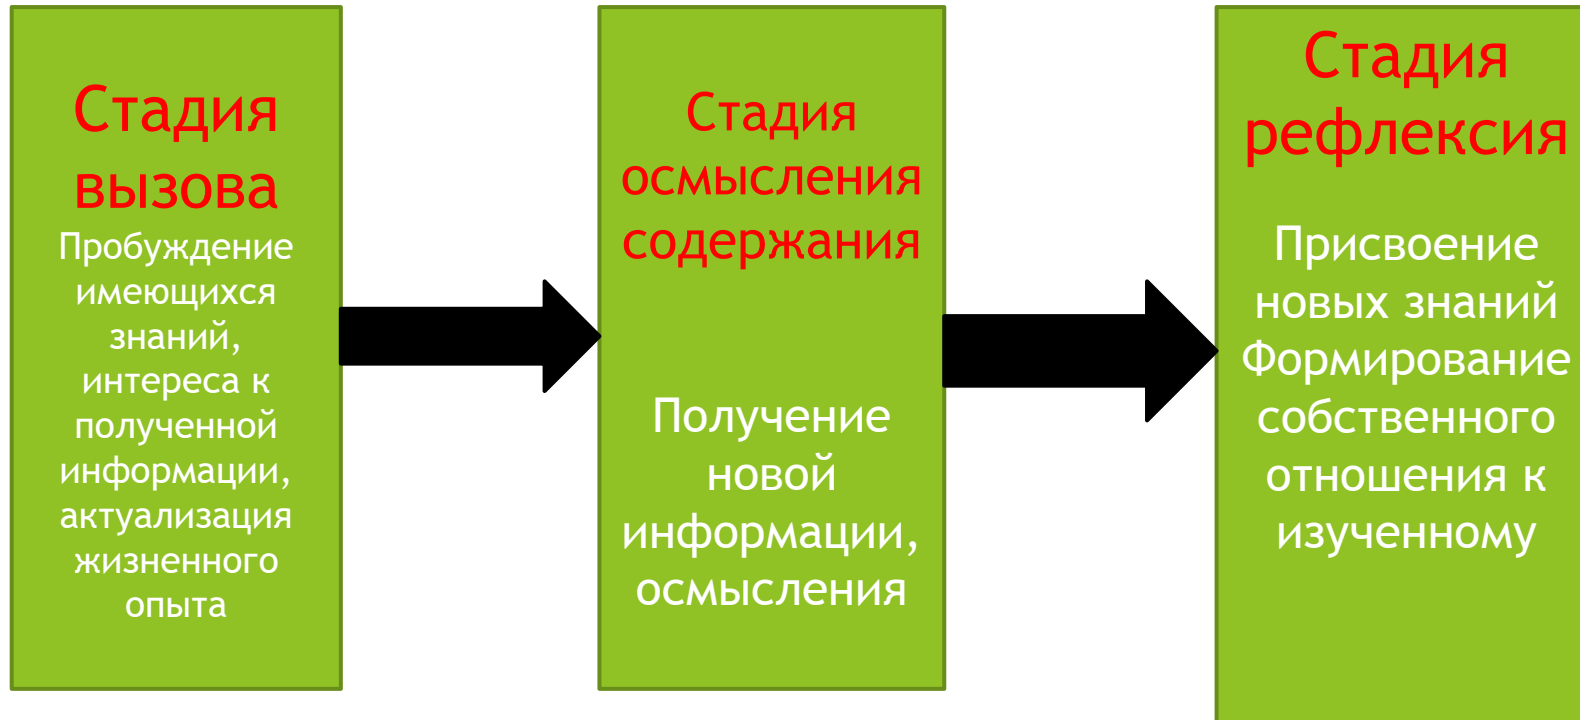 Стадия
вызова
Пробуждение
имеющихся
знаний,
интереса к
полученной
информации,
актуализация
жизненного
опыта
Стадия
осмысления
содержания
Получение
новой
информации,
осмысления
Стадия
рефлексия
Присвоение
новых знаний
Формирование
собственного
отношения к
изученному